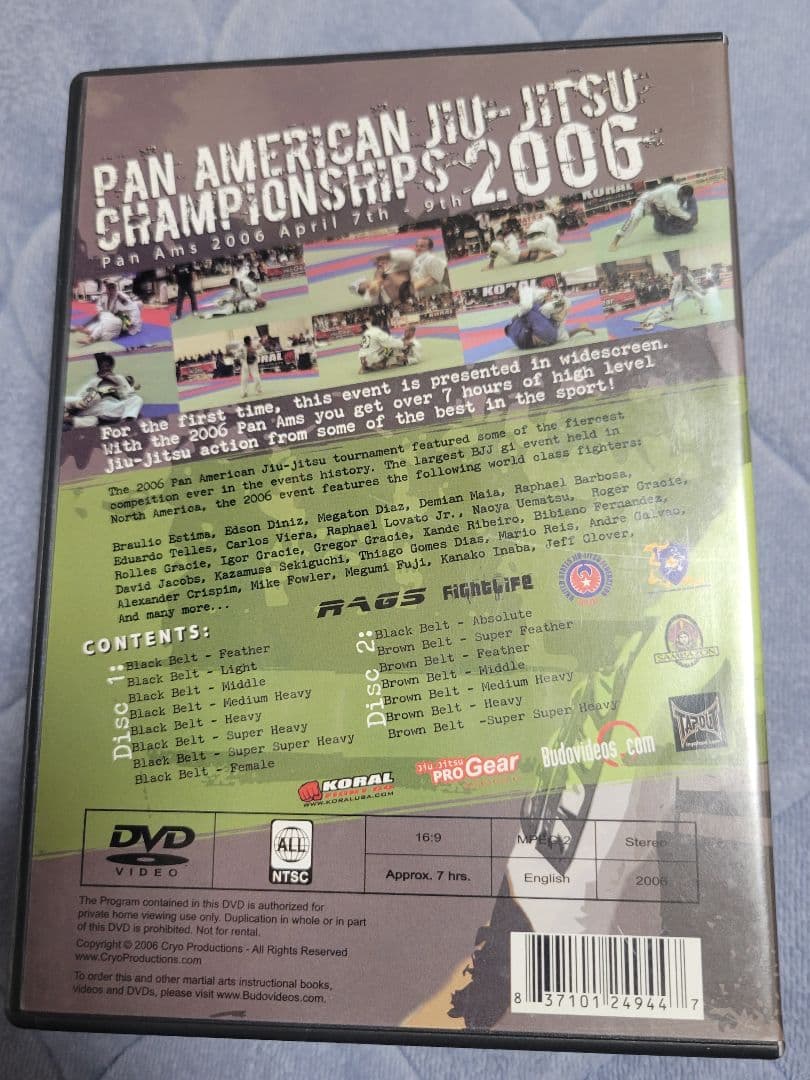 PAN AMERICAN JIU-JITSU
CHAMPIONSHIPS 2006
Pan Ams 2006 April 7th - 9th
For the first time, this event is presented in widescreen.
With the 2006 Pan Ams you get over 7 hours of high level
jiu-jitsu action from some of the best in the sport!
The 2006 Pan American Jiu-jitsu tournament featured some of the fiercest
compeition ever in the events history. The largest BJJ gi event held in
North America, the 2006 event features the following world class fighters:
Braulio Estima, Edson Diniz, Megaton Diaz, Demian Maia, Raphael Barbosa,
Eduardo Telles, Carlos Viera, Raphael Lovato Jr., Naoya Uematsu, Roger Gracie,
Rolles Gracie, Igor Gracie, Gregor Gracie, Xande Ribeiro, Bibiano Fernandez,
David Jacobs, Kazamusa Sekiguchi, Thiago Gomes Dias, Mario Reis, Andre Galvao,
Alexander Crispim, Mike Fowler, Megumi Fuji, Kanako Inaba, Jeff Glover,
And many more...
RAGS FightLife
CONTENTS:
Disc 1:
Black Belt - Feather
Black Belt - Light
Black Belt - Middle
Black Belt - Medium Heavy
Black Belt - Heavy
Black Belt - Super Heavy
Black Belt - Super Super Heavy
Black Belt - Female
Disc 2:
Black Belt - Absolute
Brown Belt - Super Feather
Brown Belt - Feather
Brown Belt - Middle
Brown Belt - Medium Heavy
Brown Belt - Heavy
Brown Belt -Super Super Heavy
SAMBAZON
TAPOUT
KORAL
WWW.KORALUSA.COM
Jiu Jitsu
PRO Gear
Budovideos.com
DVD
VIDEO
ALL
NTSC
16:9
MPEG-2
Stereo
Approx. 7 hrs.
English
2006
The Program contained in this DVD is authorized for
private home viewing use only. Duplication in whole or in part
of this DVD is prohibited. Not for rental.
Copyright © 2006 Cryo Productions - All Rights Reserved
www.CryoProductions.com
To order this and other martial arts instructional books,
videos and DVDs, please visit www.Budovideos.com.
8 37101 24944 7